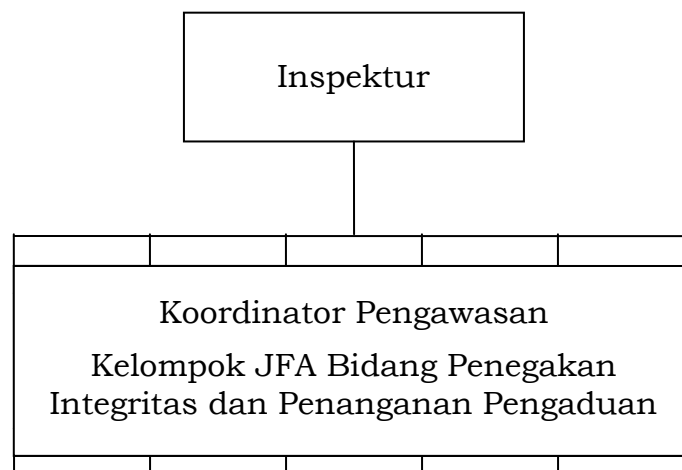 Inspektur
Koordinator Pengawasan
Kelompok JFA Bidang Penegakan
Integritas dan Penanganan Pengaduan